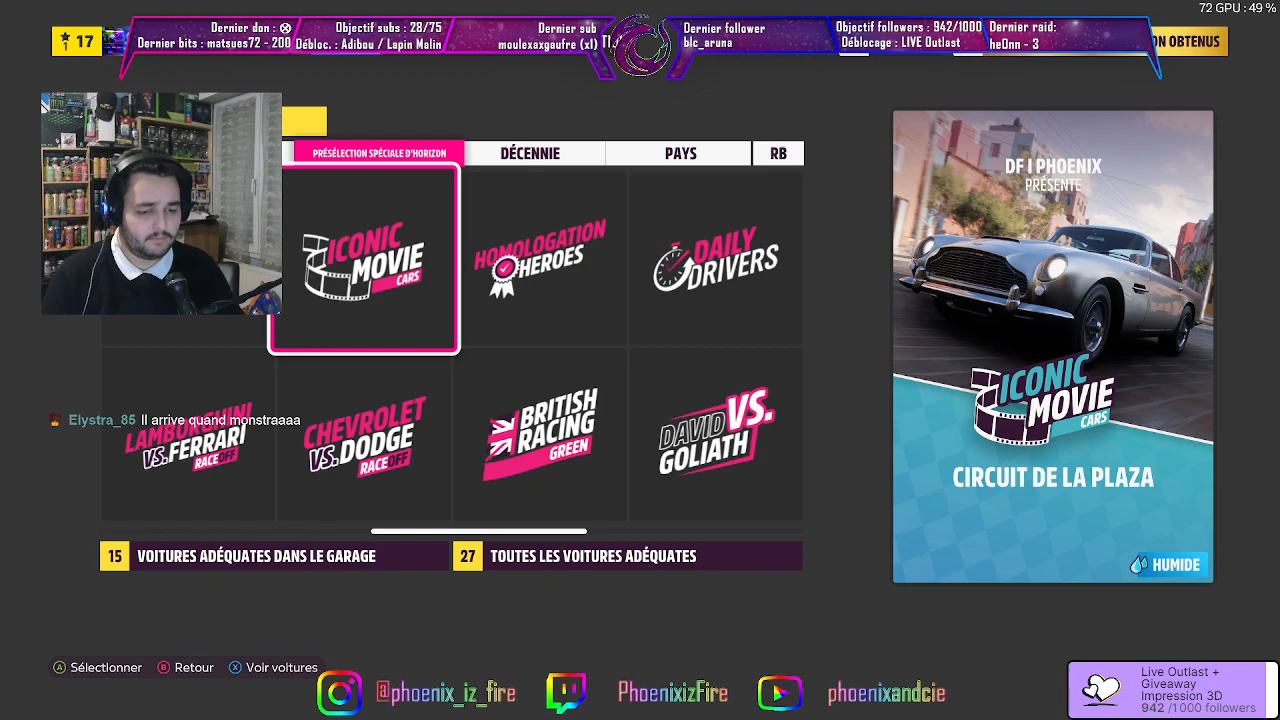 72 GPU : 49 %
1 17
Dernier don :
Dernier bits : matsues72 - 200
Objectif subs : 28/75
Débloc. : Adibou / Lapin Malin
Dernier sub
moulexaxgaufre (x1)
Dernier follower
blc_aruna
Objectif followers : 942/1000
Déblocage : LIVE Outlast
Dernier raid:
he0nn - 3
ON OBTENUS
PRÉSÉLECTION SPÉCIALE D'HORIZON
DÉCENNIE
PAYS
RB
ICONIC
MOVIE
CARS
HOMOLOGATION
HEROES
DAILY
DRIVERS
Elystra_85 Il arrive quand monstraaaa
LAMBORGHINI
VS. FERRARI
RACEOFF
CHEVROLET
VS. DODGE
RACEOFF
BRITISH
RACING
GREEN
DAVID VS.
GOLIATH
15 VOITURES ADÉQUATES DANS LE GARAGE
27 TOUTES LES VOITURES ADÉQUATES
DF I PHOENIX
PRÉSENTE
ICONIC
MOVIE
CARS
CIRCUIT DE LA PLAZA
HUMIDE
A Sélectionner B Retour X Voir voitures
@phoenix_iz_fire
PhoenixizFire
phoenixandcie
Live Outlast +
Giveaway
Impression 3D
942 /1000 followers